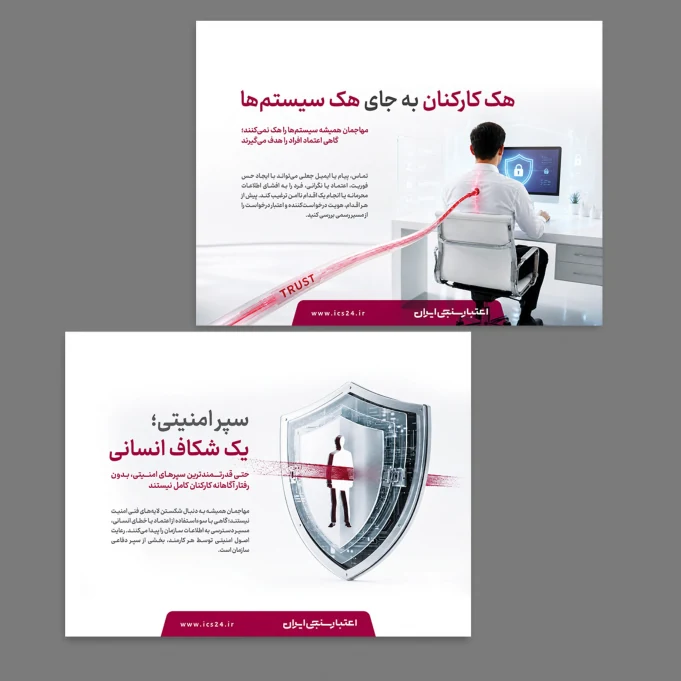 هک کارکنان به جای هک سیستم‌ها
مهاجمان همیشه سیستم‌ها را هک نمی‌کنند؛
گاهی اعتماد افراد را هدف می‌گیرند
تماس، پیام یا ایمیل جعلی می‌تواند با ایجاد حس
فوریت، اعتماد یا نگرانی، فرد را به افشای اطلاعات
محرمانه یا انجام یک اقدام ناامن ترغیب کند. پیش از
هر اقدام، هویت درخواست‌کننده و اعتبار درخواست را
از مسیر رسمی بررسی کنید.
TRUST
اعتبارسنجی ایران
www.ics24.ir
سپر امنیتی؛
یک شکاف انسانی
حتی قدرتمندترین سپرهای امنیتی، بدون
رفتار آگاهانه کارکنان کامل نیستند
مهاجمان همیشه به دنبال شکستن لایه‌های فنی امنیت
نیستند؛ گاهی با سوءاستفاده از اعتماد یا خطای انسانی،
مسیر دسترسی به اطلاعات سازمان را پیدا می‌کنند. رعایت
اصول امنیتی توسط هر کارمند، بخشی از سپر دفاعی
سازمان است.
اعتبارسنجی ایران
www.ics24.ir